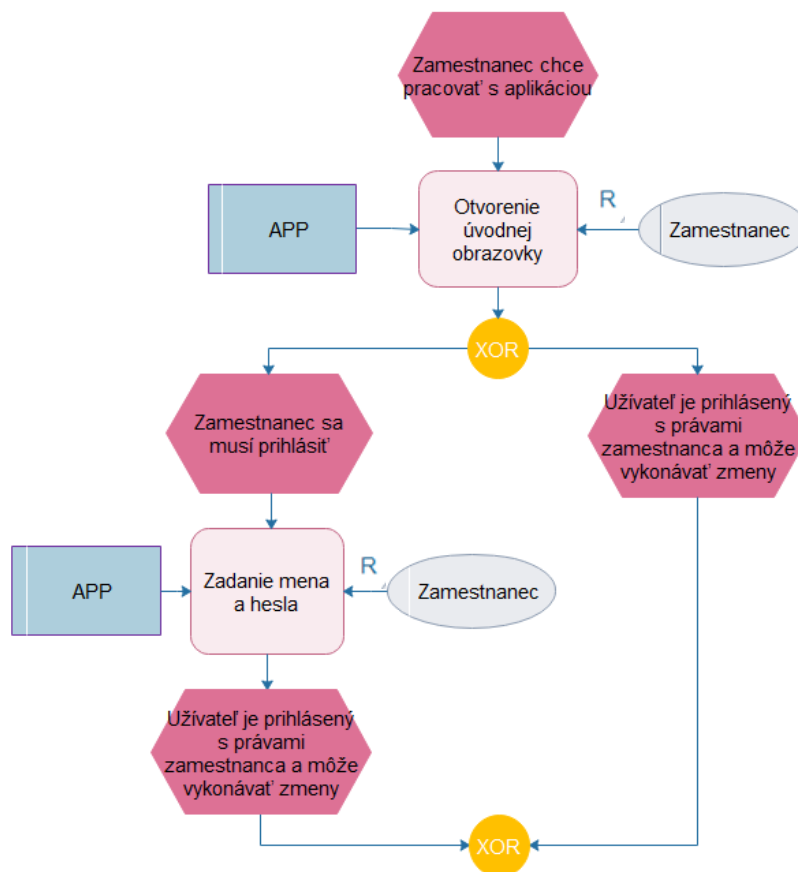 Zamestnanec chce
pracovať s aplikáciou
APP
Otvorenie
úvodnej
obrazovky
R
Zamestnanec
XOR
Zamestnanec sa
musí prihlásiť
Užívateľ je prihlásený
s právami
zamestnanca a môže
vykonávať zmeny
APP
Zadanie mena
a hesla
R
Zamestnanec
Užívateľ je prihlásený
s právami
zamestnanca a môže
vykonávať zmeny
XOR